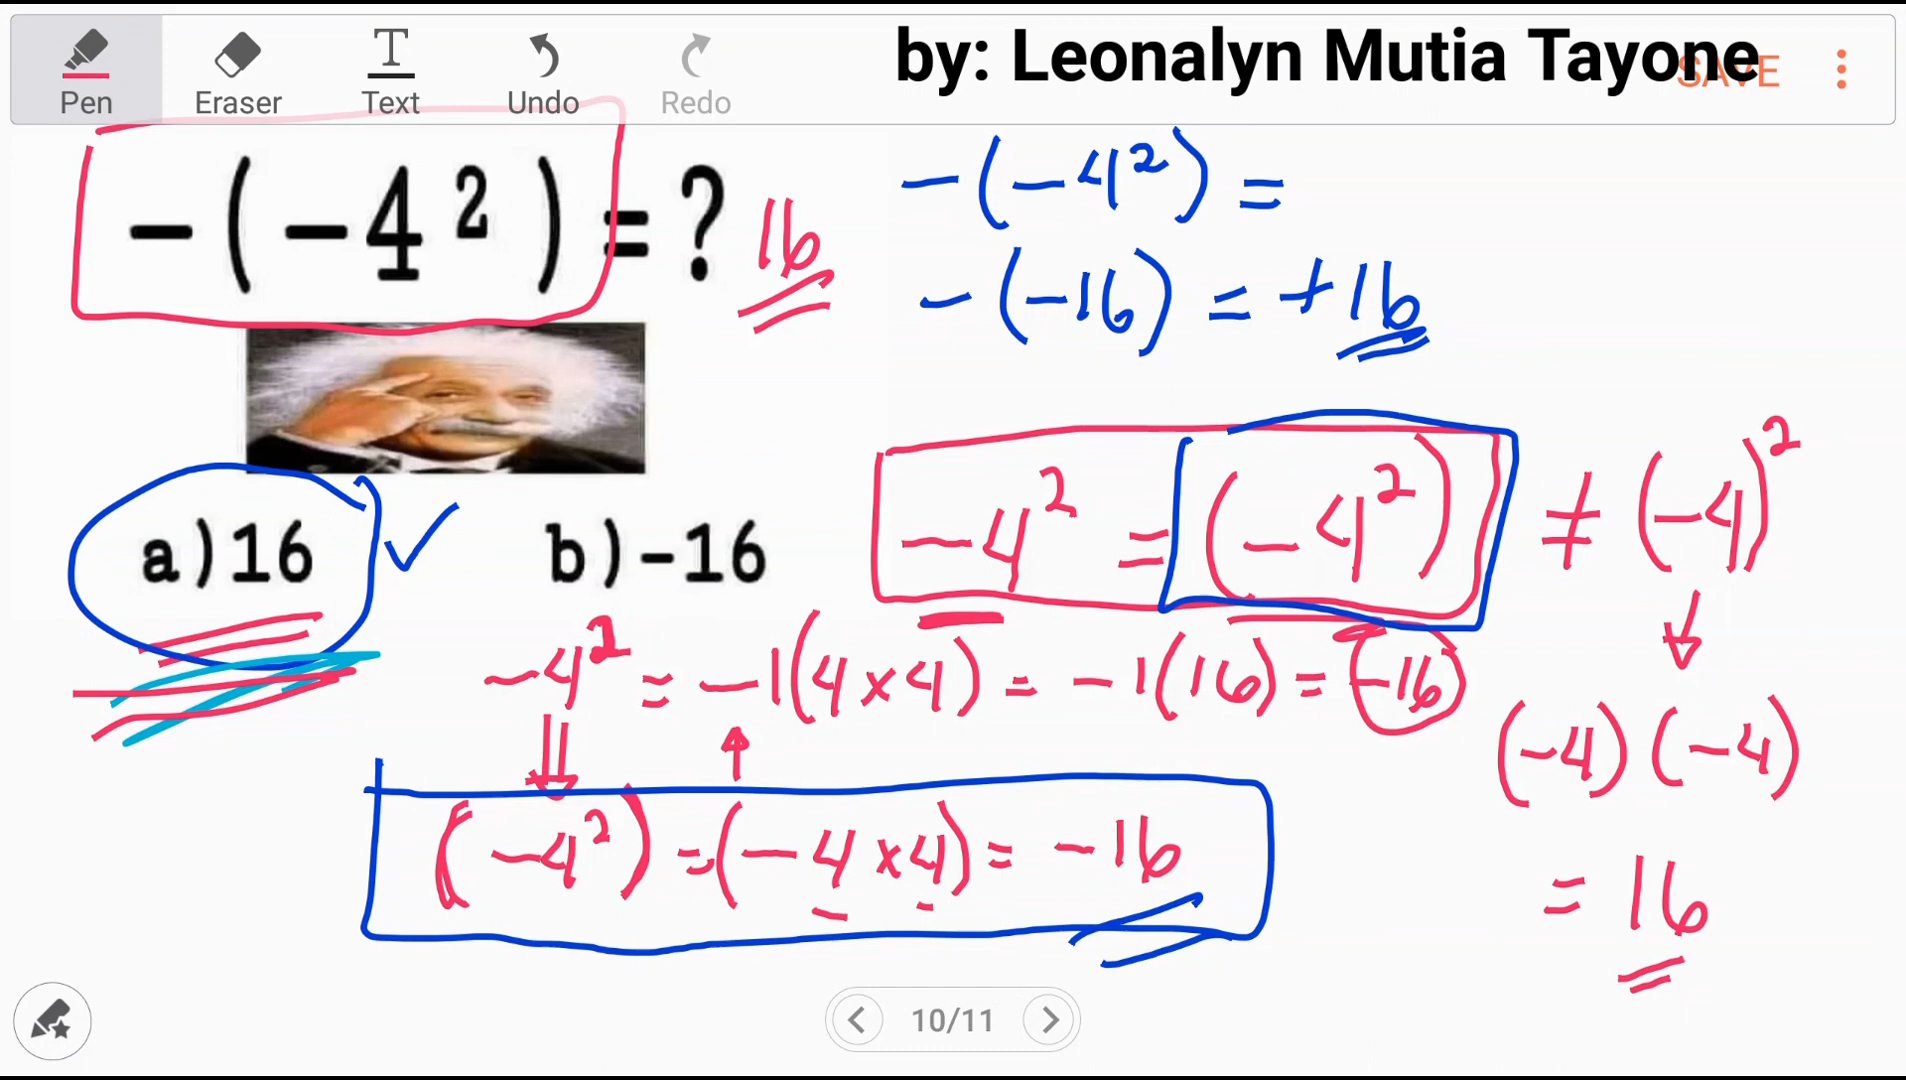 Pen Eraser Text Undo Redo SAVE
by: Leonalyn Mutia Tayone
-(-4²)=?
16
-(-4²) =
-(-16) = +16
a)16 b)-16
-4² = (-4²) ≠ (-4)²
-4² = -1(4×4) = -1(16) = -16
(-4)(-4)
(-4²) = (-4×4) = -16
= 16
10/11